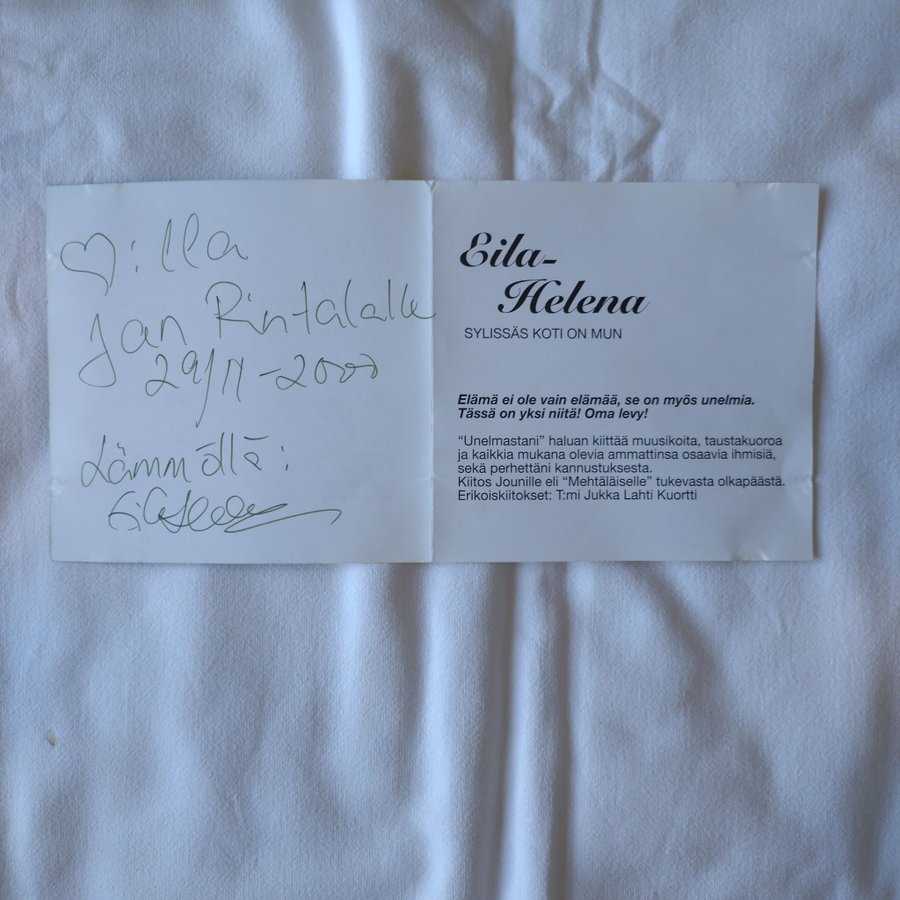 ♡:lla
Jan Rintalalle
29/11-2000
Lämmöllä:
Eila-
Helena
SYLISSÄS KOTI ON MUN
Elämä ei ole vain elämää, se on myös unelmia.
Tässä on yksi niitä! Oma levy!
“Unelmastani” haluan kiittää muusikoita, taustakuoroa
ja kaikkia mukana olevia ammattinsa osaavia ihmisiä,
sekä perhettäni kannustuksesta.
Kiitos Jounille eli “Mehtäläiselle” tukevasta olkapäästä.
Erikoiskiitokset: T:mi Jukka Lahti Kuortti